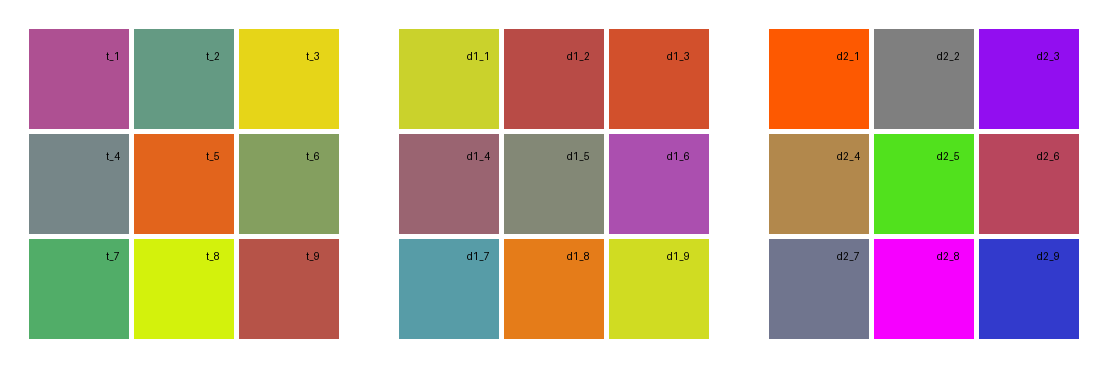 t_1 t_2 t_3 d1_1 d1_2 d1_3 d2_1 d2_2 d2_3
t_4 t_5 t_6 d1_4 d1_5 d1_6 d2_4 d2_5 d2_6
t_7 t_8 t_9 d1_7 d1_8 d1_9 d2_7 d2_8 d2_9